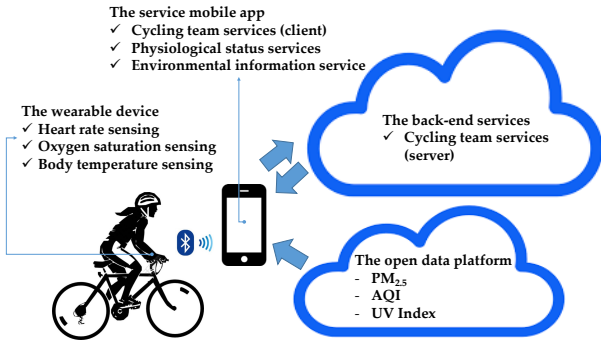 The service mobile app
✓ Cycling team services (client)
✓ Physiological status services
✓ Environmental information service
The wearable device
✓ Heart rate sensing
✓ Oxygen saturation sensing
✓ Body temperature sensing
The back-end services
✓ Cycling team services
(server)
The open data platform
- PM₂.₅
- AQI
- UV Index